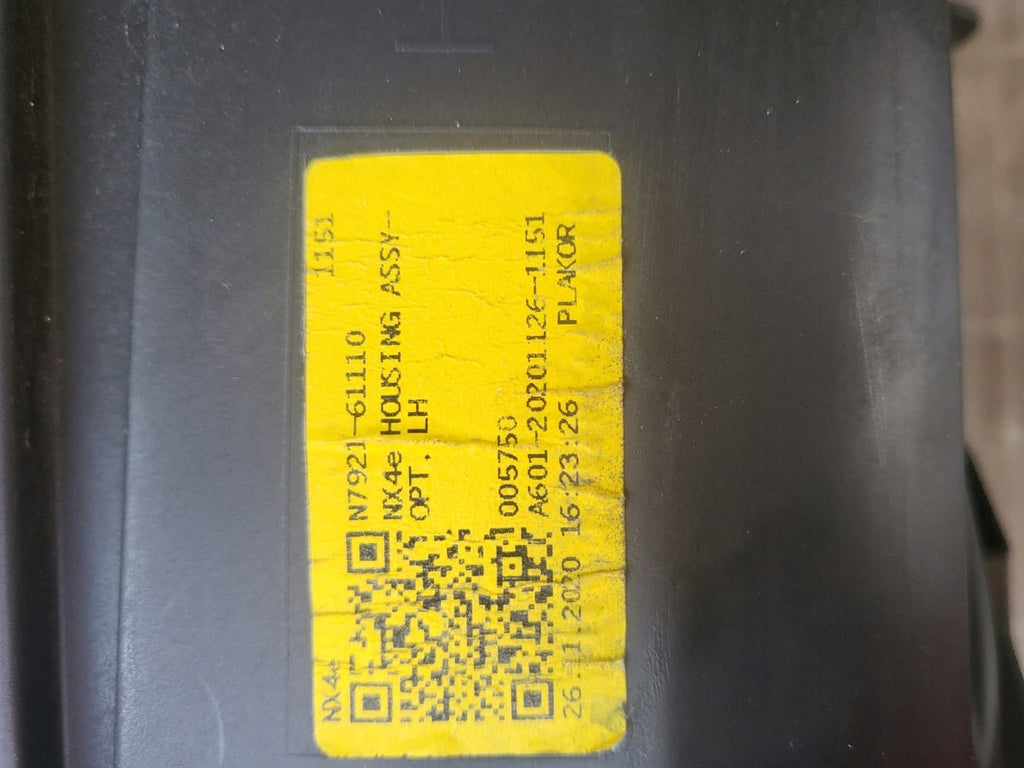 NX4e 1151
N7921-61110
NX4e HOUSING ASSY-
OPT, LH
005750
A601-20201126-1151
26.11.2020 16:23:26 PLAKOR